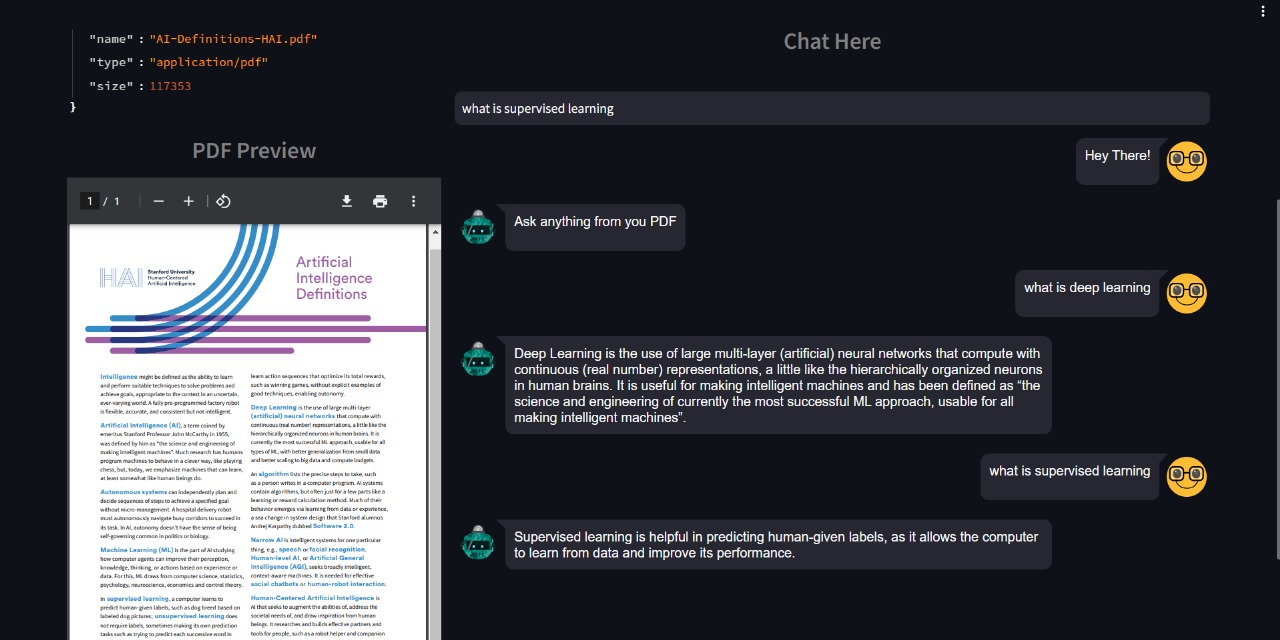 "name" : "AI-Definitions-HAI.pdf"
"type" : "application/pdf"
"size" : 117353
}
PDF Preview
1 / 1
HAI
Stanford University
Human-Centered
Artificial Intelligence
Artificial
Intelligence
Definitions
Intelligence might be defined as the ability to learn
and perform suitable techniques to solve problems and
achieve goals, appropriate to the context in an uncertain,
ever-varying world. A fully pre-programmed factory robot
is flexible, accurate, and consistent but not intelligent.
Artificial Intelligence (AI), a term coined by
emeritus Stanford Professor John McCarthy in 1955,
was defined by him as "the science and engineering of
making intelligent machines". Much research has humans
program machines to behave in a clever way, like playing
chess, but, today, we emphasize machines that can learn,
at least somewhat like human beings do.
Autonomous systems can independently plan and
decide sequences of steps to achieve a specified goal
without micro-management. A hospital delivery robot
must autonomously navigate busy corridors to succeed in
its task. In AI, autonomy doesn't have the sense of being
self-governing common in politics or biology.
Machine Learning (ML) is the part of AI studying
how computer agents can improve their perception,
knowledge, thinking, or actions based on experience or
data. For this, ML draws from computer science, statistics,
psychology, neuroscience, economics and control theory.
In supervised learning, a computer learns to
predict human-given labels, such as dog breed based on
labeled dog pictures; unsupervised learning does
not require labels, sometimes making its own prediction
tasks such as trying to predict each successive word in
learn action sequences that optimize its total rewards,
such as winning games, without explicit examples of
good techniques, enabling autonomy.
Deep Learning is the use of large multi-layer
(artificial) neural networks that compute with
continuous (real number) representations, a little like the
hierarchically organized neurons in human brains. It is
currently the most successful ML approach, usable for all
types of ML, with better generalization from small data
and better scaling to big data and compute budgets.
An algorithm lists the precise steps to take, such
as a person writes in a computer program. AI systems
contain algorithms, but often just for a few parts like a
learning or reward calculation method. Much of their
behavior emerges via learning from data or experience,
a sea change in system design that Stanford alumnus
Andrej Karpathy dubbed Software 2.0.
Narrow AI is intelligent systems for one particular
thing, e.g., speech or facial recognition.
Human-level AI, or Artificial General
Intelligence (AGI), seeks broadly intelligent,
context-aware machines. It is needed for effective
social chatbots or human-robot interaction.
Human-Centered Artificial Intelligence is
AI that seeks to augment the abilities of, address the
societal needs of, and draw inspiration from human
beings. It researches and builds effective partners and
tools for people, such as a robot helper and companion
Chat Here
what is supervised learning
Hey There!
Ask anything from you PDF
what is deep learning
Deep Learning is the use of large multi-layer (artificial) neural networks that compute with
continuous (real number) representations, a little like the hierarchically organized neurons
in human brains. It is useful for making intelligent machines and has been defined as “the
science and engineering of currently the most successful ML approach, usable for all
making intelligent machines”.
what is supervised learning
Supervised learning is helpful in predicting human-given labels, as it allows the computer
to learn from data and improve its performance.